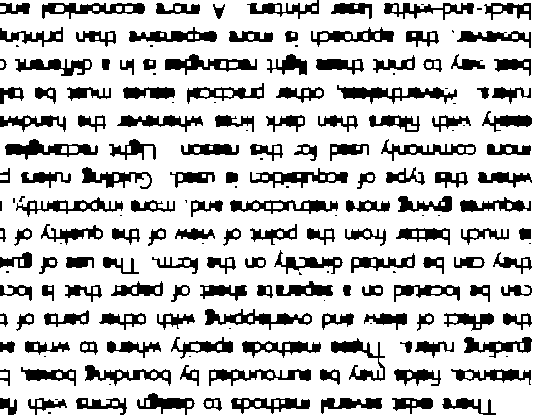 There exist several methods to design forms with fie
instance, fields may be surrounded by bounding boxes, b
guiding rulers. These methods specify where to write an
the effect of skew and overlapping with other parts of t
can be located on a separate sheet of paper that is loca
they can be printed directly on the form. The use of guid
is much better from the point of view of the quality of t
requires giving more instructions and, more importantly, r
where this type of acquisition is used. Guiding rulers p
more commonly used for this reason. Light rectangles
easily with filters than dark lines whenever the handwri
rulers. Nevertheless, other practical issues must be tak
best way to print these light rectangles is in a different c
however, this approach is more expensive than printing
black-and-white laser printers. A more economical and